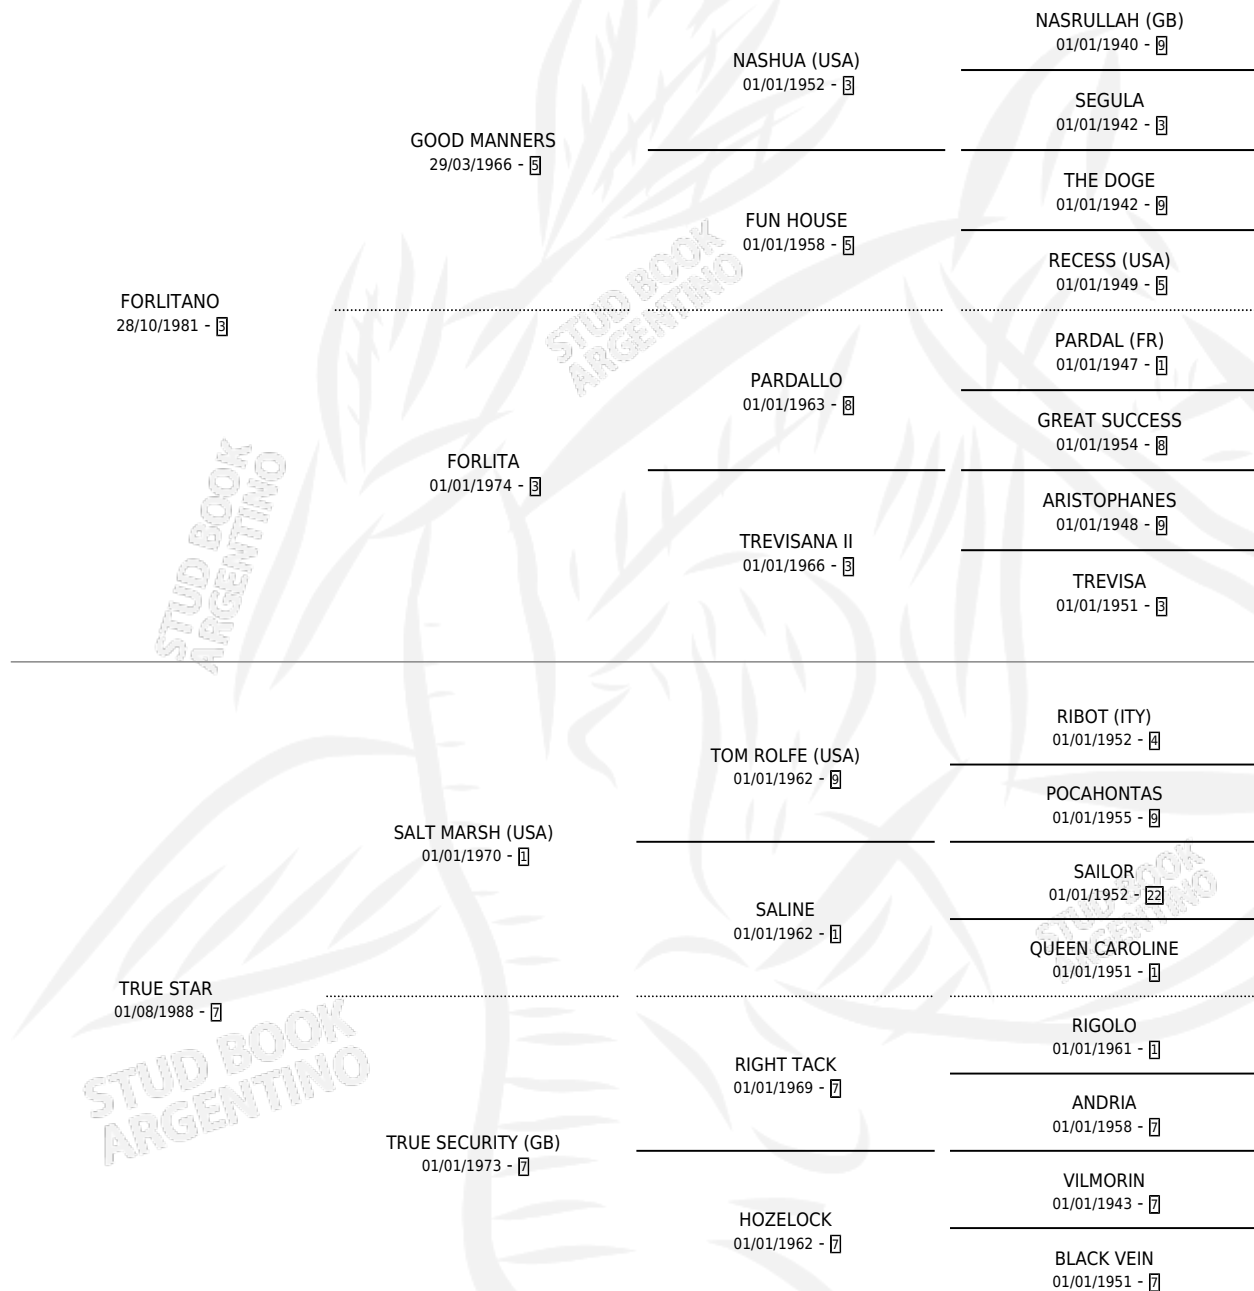 NASRULLAH (GB)
01/01/1940 - 9
NASHUA (USA)
01/01/1952 - 3
SEGULA
01/01/1942 - 3
GOOD MANNERS
29/03/1966 - 5
THE DOGE
01/01/1942 - 9
FUN HOUSE
01/01/1958 - 5
RECESS (USA)
01/01/1949 - 5
FORLITANO
28/10/1981 - 3
PARDAL (FR)
01/01/1947 - 1
PARDALLO
01/01/1963 - 8
GREAT SUCCESS
01/01/1954 - 8
FORLITA
01/01/1974 - 3
ARISTOPHANES
01/01/1948 - 9
TREVISANA II
01/01/1966 - 3
TREVISA
01/01/1951 - 3
RIBOT (ITY)
01/01/1952 - 4
TOM ROLFE (USA)
01/01/1962 - 9
POCAHONTAS
01/01/1955 - 9
SALT MARSH (USA)
01/01/1970 - 1
SAILOR
01/01/1952 - 22
SALINE
01/01/1962 - 1
QUEEN CAROLINE
01/01/1951 - 1
TRUE STAR
01/08/1988 - 7
RIGOLO
01/01/1961 - 1
RIGHT TACK
01/01/1969 - 7
ANDRIA
01/01/1958 - 7
TRUE SECURITY (GB)
01/01/1973 - 7
VILMORIN
01/01/1943 - 7
HOZELOCK
01/01/1962 - 7
BLACK VEIN
01/01/1951 - 7
STUD BOOK
ARGENTINO
STUD BOOK
ARGENTINO
STUD BOOK
ARGENTINO
STUD BOOK
ARGENTINO